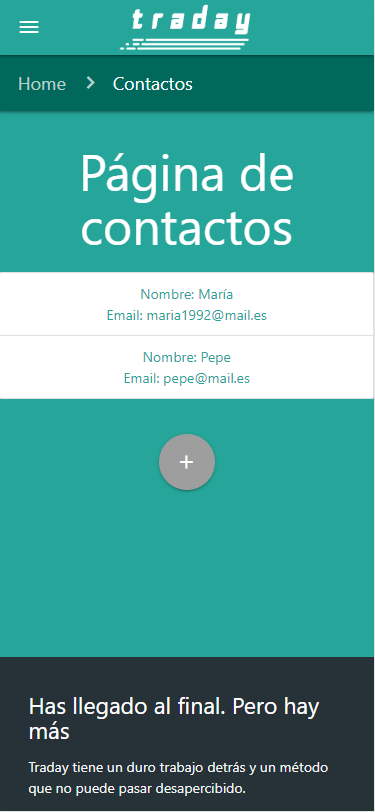 traday
Home
Contactos
Página de
contactos
Nombre: María
Email: maria1992@mail.es
Nombre: Pepe
Email: pepe@mail.es
+
Has llegado al final. Pero hay
más
Traday tiene un duro trabajo detrás y un método
que no puede pasar desapercibido.